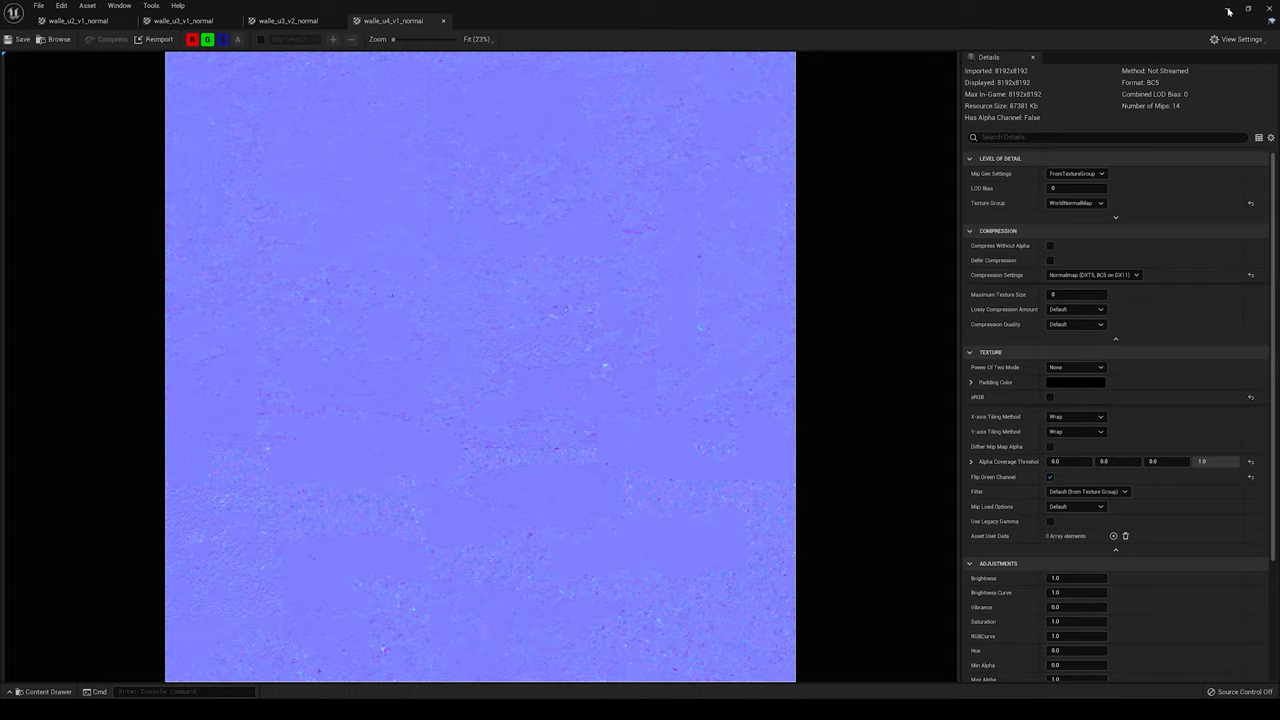 File Edit Asset Window Tools Help
walle_u2_v1_normal walle_u3_v1_normal walle_u3_v2_normal walle_u4_v1_normal
Save Browse Compress Reimport R G B A Zoom Fit (23%) View Settings
Details
Imported: 8192x8192 Method: Not Streamed
Displayed: 8192x8192 Format: BC5
Max In-Game: 8192x8192 Combined LOD Bias: 0
Resource Size: 87381 Kb Number of Mips: 14
Has Alpha Channel: False
Search Details
LEVEL OF DETAIL
Mip Gen Settings FromTextureGroup
LOD Bias 0
Texture Group WorldNormalMap
COMPRESSION
Compress Without Alpha
Defer Compression
Compression Settings Normalmap (DXT5, BC5 on DX11)
Maximum Texture Size 0
Lossy Compression Amount Default
Compression Quality Default
TEXTURE
Power Of Two Mode None
Padding Color
sRGB
X-axis Tiling Method Wrap
Y-axis Tiling Method Wrap
Dither Mip Map Alpha
Alpha Coverage Threshol 0.0 0.0 0.0 1.0
Flip Green Channel
Filter Default (from Texture Group)
Mip Load Options Default
Use Legacy Gamma
Asset User Data 0 Array elements
ADJUSTMENTS
Brightness 1.0
Brightness Curve 1.0
Vibrance 0.0
Saturation 1.0
RGBCurve 1.0
Hue 0.0
Min Alpha 0.0
Max Alpha 1.0
Content Drawer Cmd Enter Console Command Source Control Off